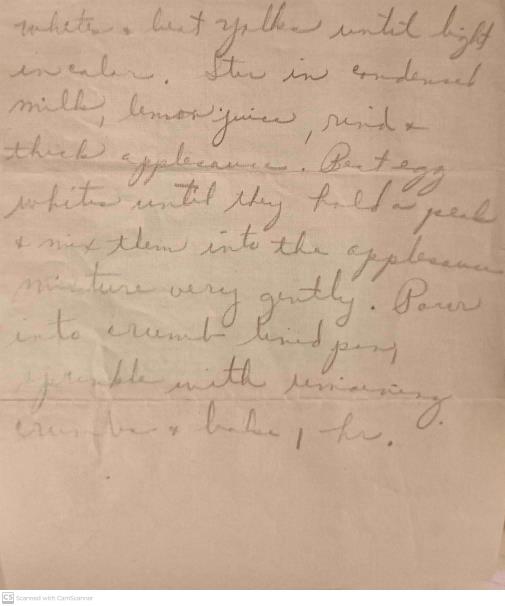 whites & beat yolks until light
in color. Stir in condensed
milk, lemon juice, rind &
thick applesauce. Beat egg
whites until they hold a peak
& mix them into the applesauce
mixture very gently. Pour
into crumb lined pan,
sprinkle with remaining
crumbs & bake 1 hr.
CS Scanned with CamScanner